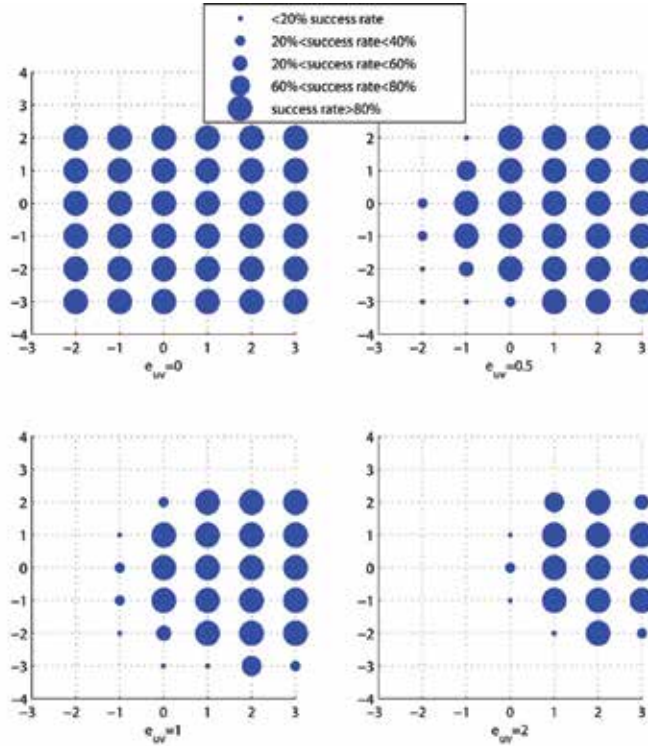 <20% success rate
20%<success rate<40%
20%<success rate<60%
60%<success rate<80%
success rate>80%
4
3
2
1
0
−1
−2
−3
−4
−3 −2 −1 0 1 2 3
e_uv=0
4
3
2
1
0
−1
−2
−3
−4
−3 −2 −1 0 1 2 3
e_uv=0.5
4
3
2
1
0
−1
−2
−3
−4
−3 −2 −1 0 1 2 3
e_uv=1
4
3
2
1
0
−1
−2
−3
−4
−3 −2 −1 0 1 2 3
e_uv=2